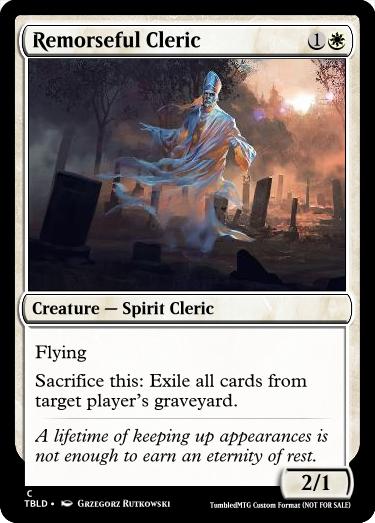 Remorseful Cleric 1
Creature — Spirit Cleric
Flying
Sacrifice this: Exile all cards from
target player's graveyard.
A lifetime of keeping up appearances is
not enough to earn an eternity of rest.
2/1
C
TBLD • Grzegorz Rutkowski
TumbledMTG Custom Format (NOT FOR SALE)